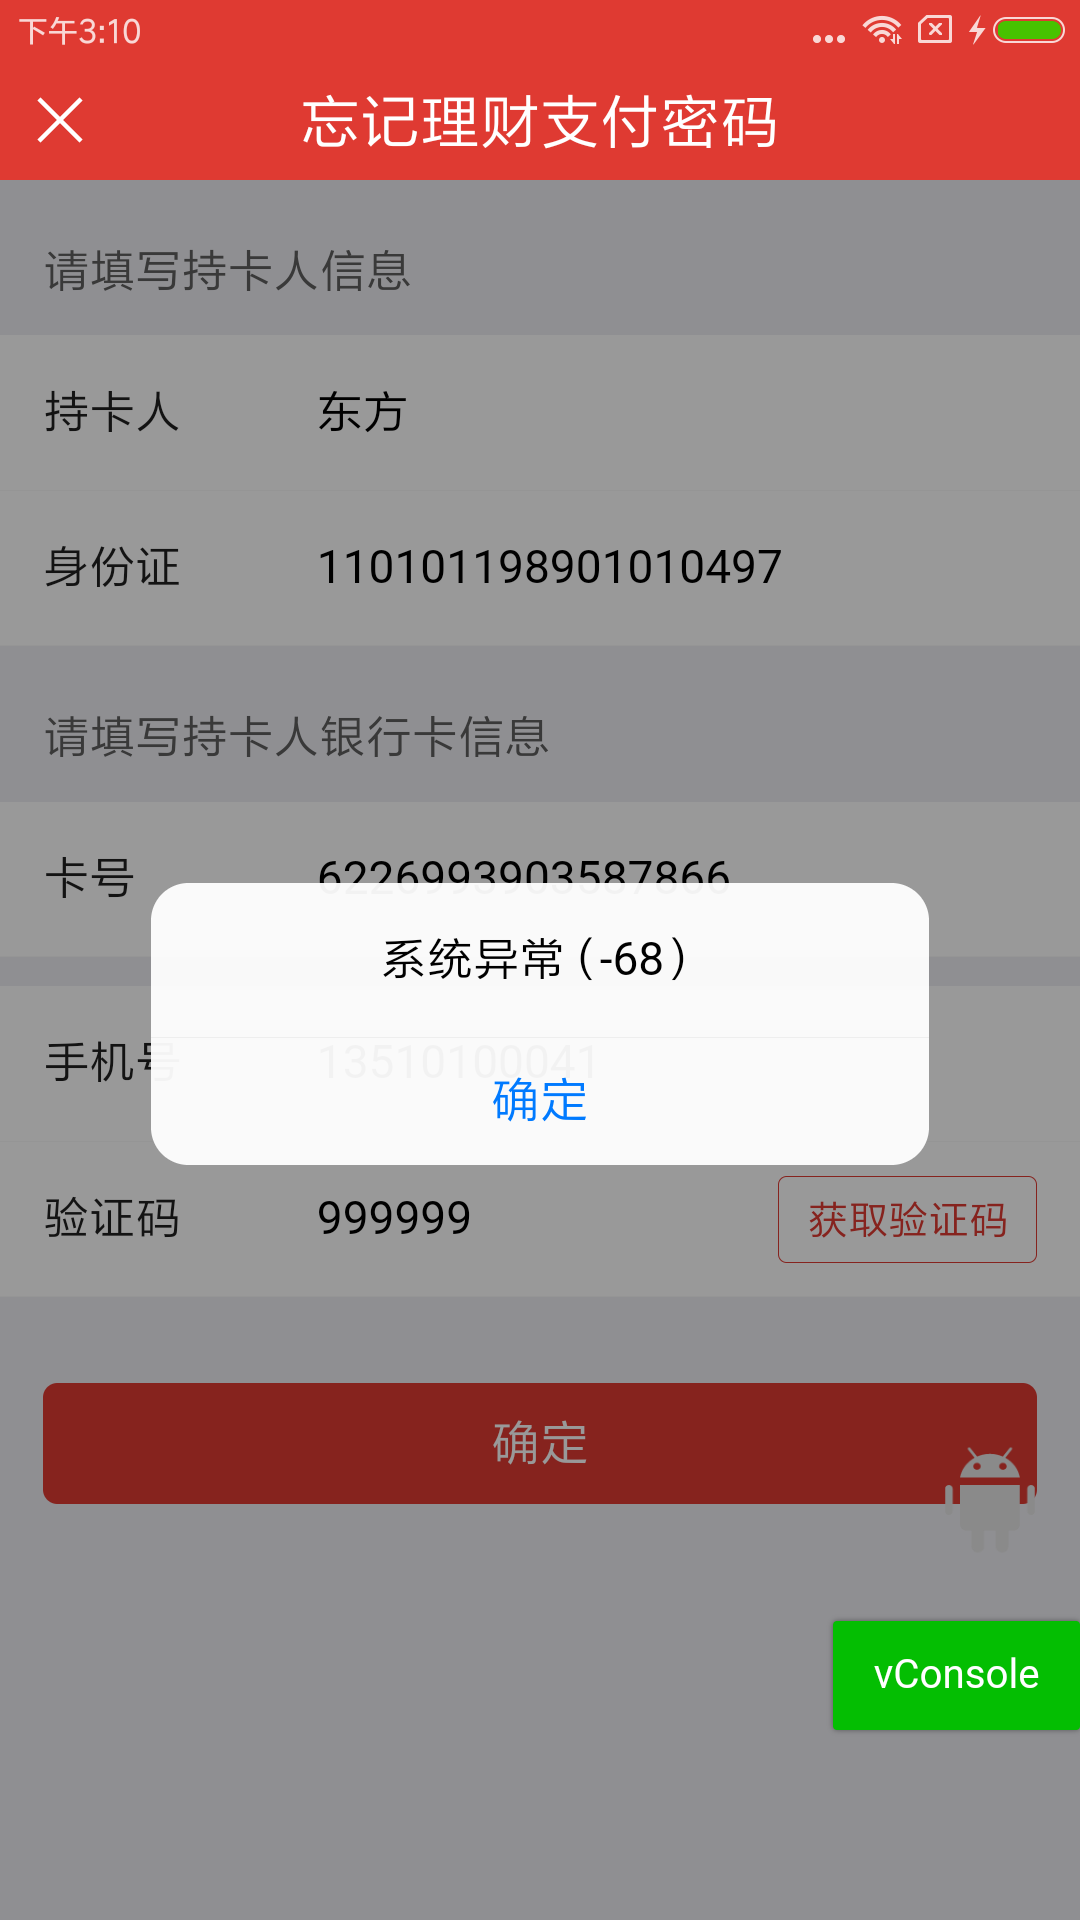 下午3:10
忘记理财支付密码
请填写持卡人信息
持卡人 东方
身份证 110101198901010497
请填写持卡人银行卡信息
卡号 6226993903587866
系统异常（-68）
手机号 13510100041
确定
验证码 999999 获取验证码
确定
vConsole